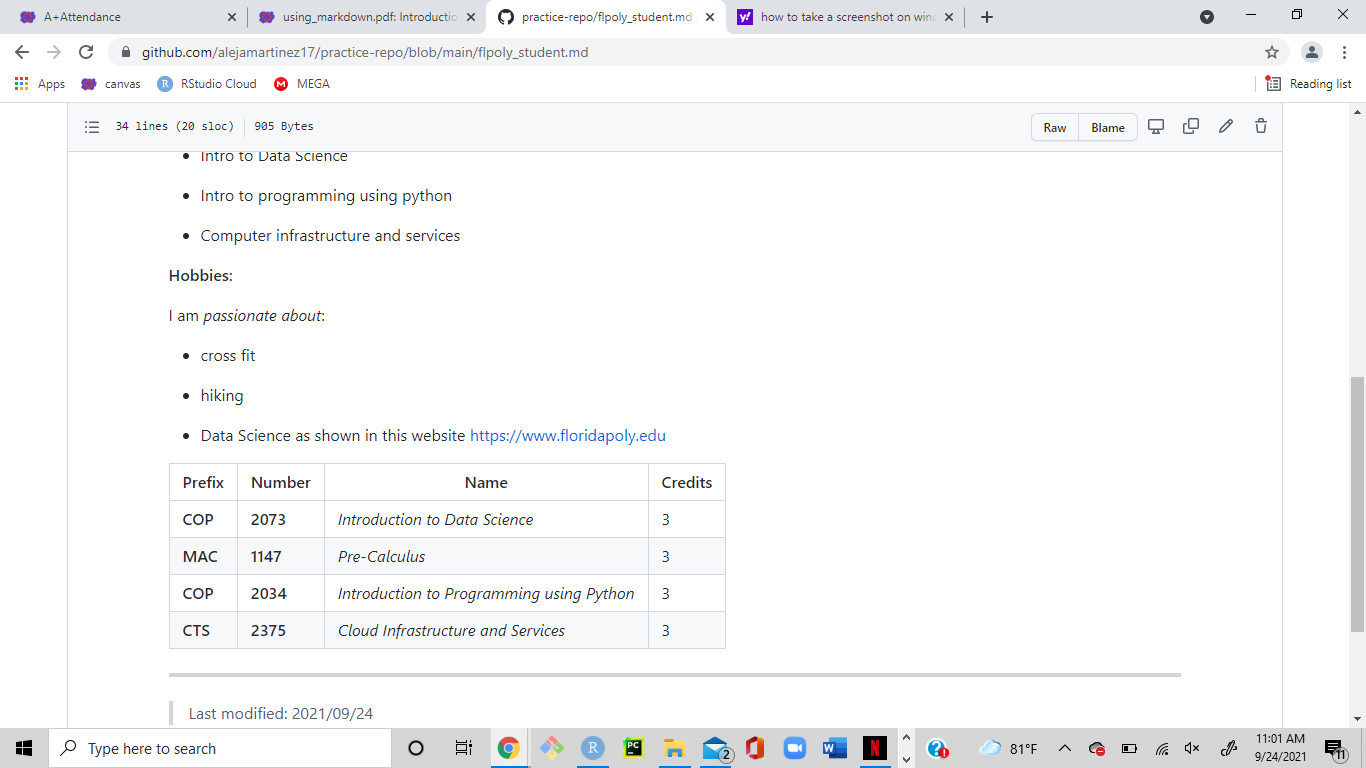 A+Attendance
using_markdown.pdf: Introductio
practice-repo/flpoly_student.md
how to take a screenshot on win
github.com/alejamartinez17/practice-repo/blob/main/flpoly_student.md
Apps
canvas
RStudio Cloud
MEGA
Reading list
34 lines (20 sloc) 905 Bytes
Raw Blame
• Intro to Data Science
• Intro to programming using python
• Computer infrastructure and services
Hobbies:
I am passionate about:
• cross fit
• hiking
• Data Science as shown in this website https://www.floridapoly.edu
Prefix Number Name Credits
COP 2073 Introduction to Data Science 3
MAC 1147 Pre-Calculus 3
COP 2034 Introduction to Programming using Python 3
CTS 2375 Cloud Infrastructure and Services 3
Last modified: 2021/09/24
Type here to search
81°F
11:01 AM
9/24/2021
11